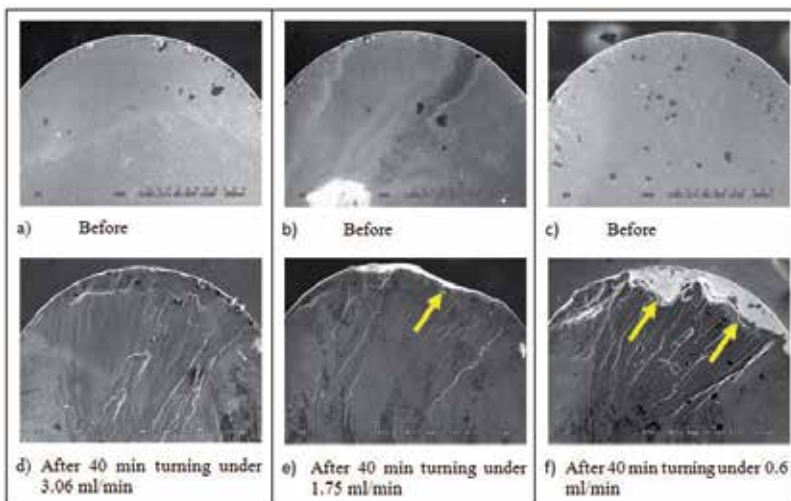 a) Before
b) Before
c) Before
d) After 40 min turning under
3.06 ml/min
e) After 40 min turning under
1.75 ml/min
f) After 40 min turning under 0.6
ml/min